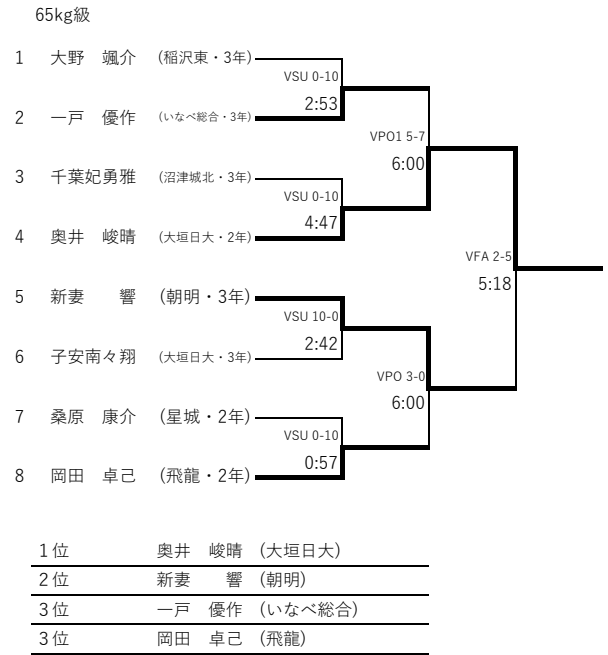 65kg級
1 大野 颯介 (稲沢東・3年)
VSU 0-10
2:53
2 一戸 優作 (いなべ総合・3年)
VPO1 5-7
6:00
3 千葉妃勇雅 (沼津城北・3年)
VSU 0-10
4:47
4 奥井 峻晴 (大垣日大・2年)
VFA 2-5
5:18
5 新妻 響 (朝明・3年)
VSU 10-0
2:42
6 子安南々翔 (大垣日大・3年)
VPO 3-0
6:00
7 桑原 康介 (星城・2年)
VSU 0-10
0:57
8 岡田 卓己 (飛龍・2年)
1位 奥井 峻晴 (大垣日大)
2位 新妻 響 (朝明)
3位 一戸 優作 (いなべ総合)
3位 岡田 卓己 (飛龍)